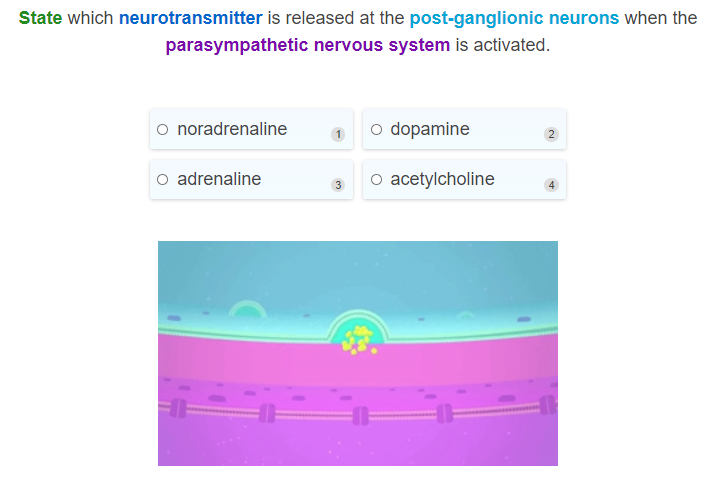 State which neurotransmitter is released at the post-ganglionic neurons when the
parasympathetic nervous system is activated.
noradrenaline 1
dopamine 2
adrenaline 3
acetylcholine 4